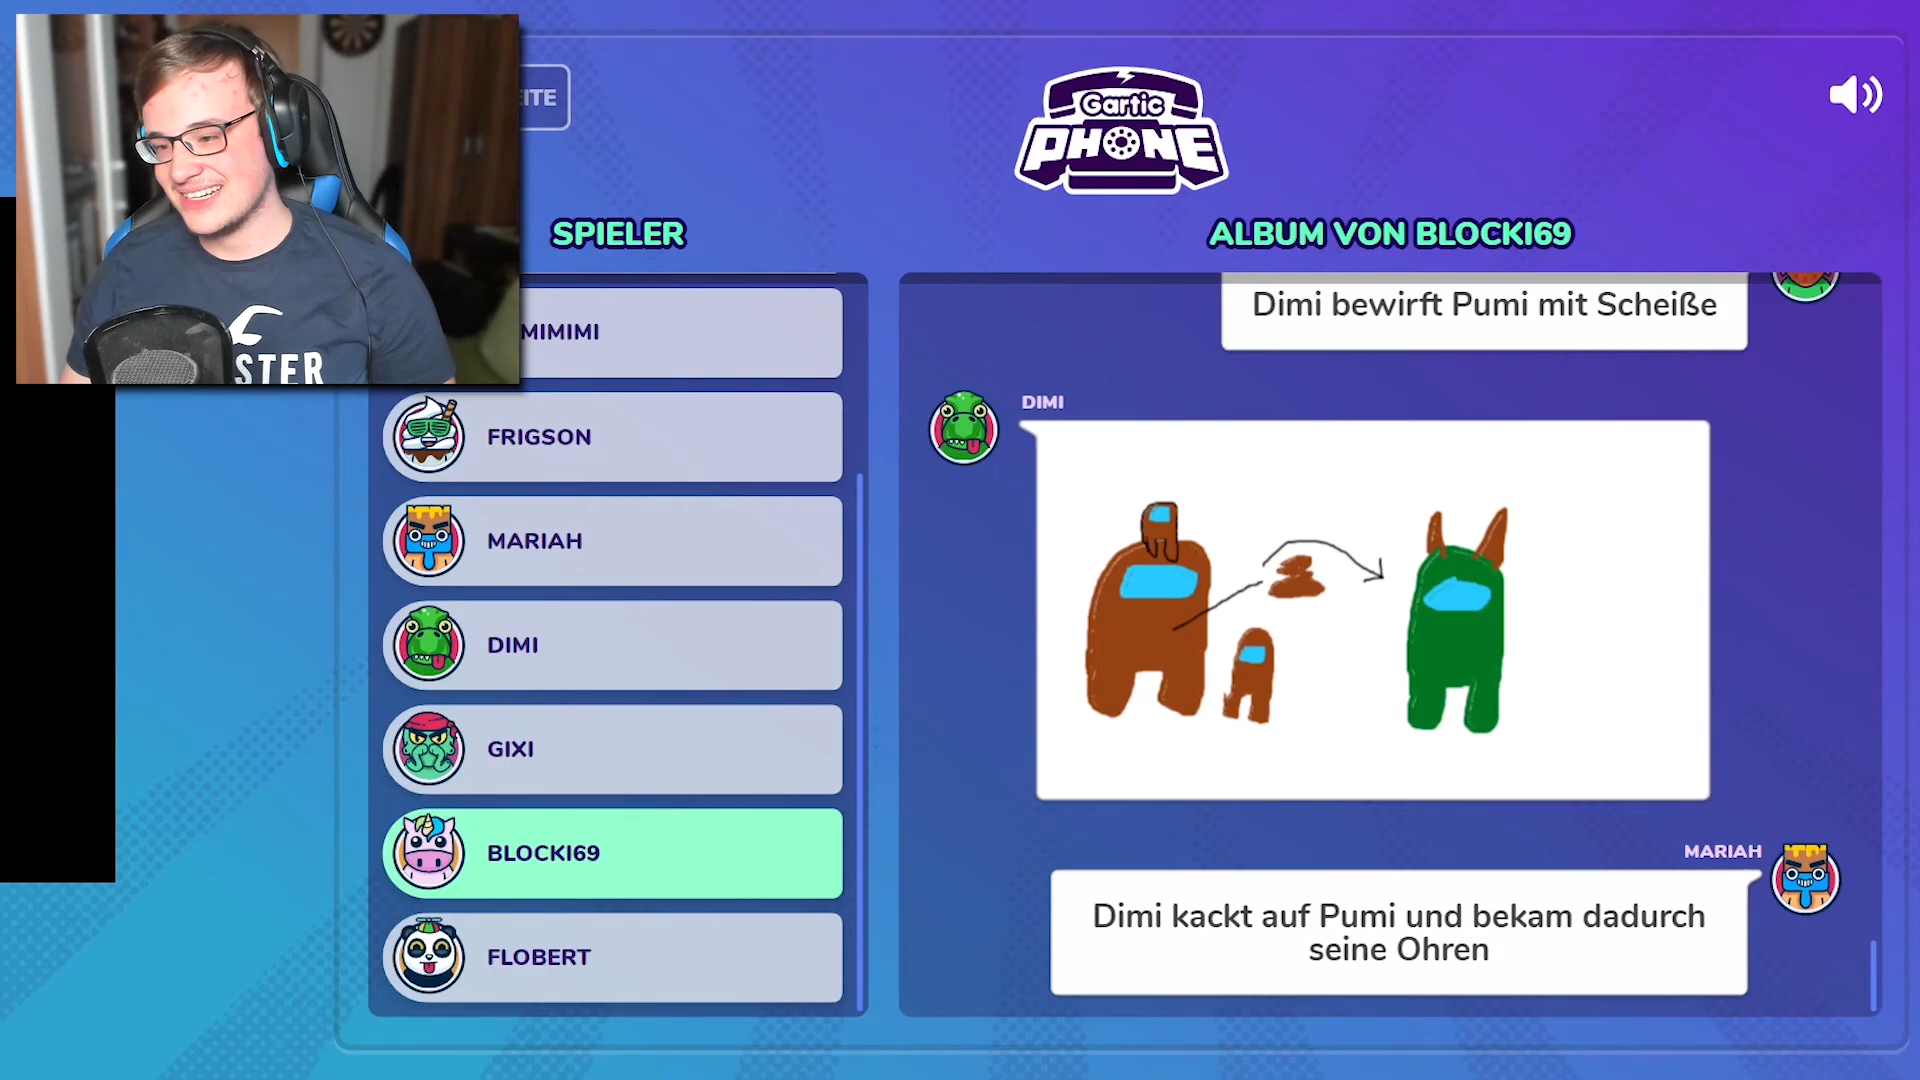 EITE
Gartic
PHONE
STER
SPIELER
MIMIMI
FRIGSON
MARIAH
DIMI
GIXI
BLOCKI69
FLOBERT
ALBUM VON BLOCKI69
Dimi bewirft Pumi mit Scheiße
DIMI
MARIAH
Dimi kackt auf Pumi und bekam dadurch
seine Ohren